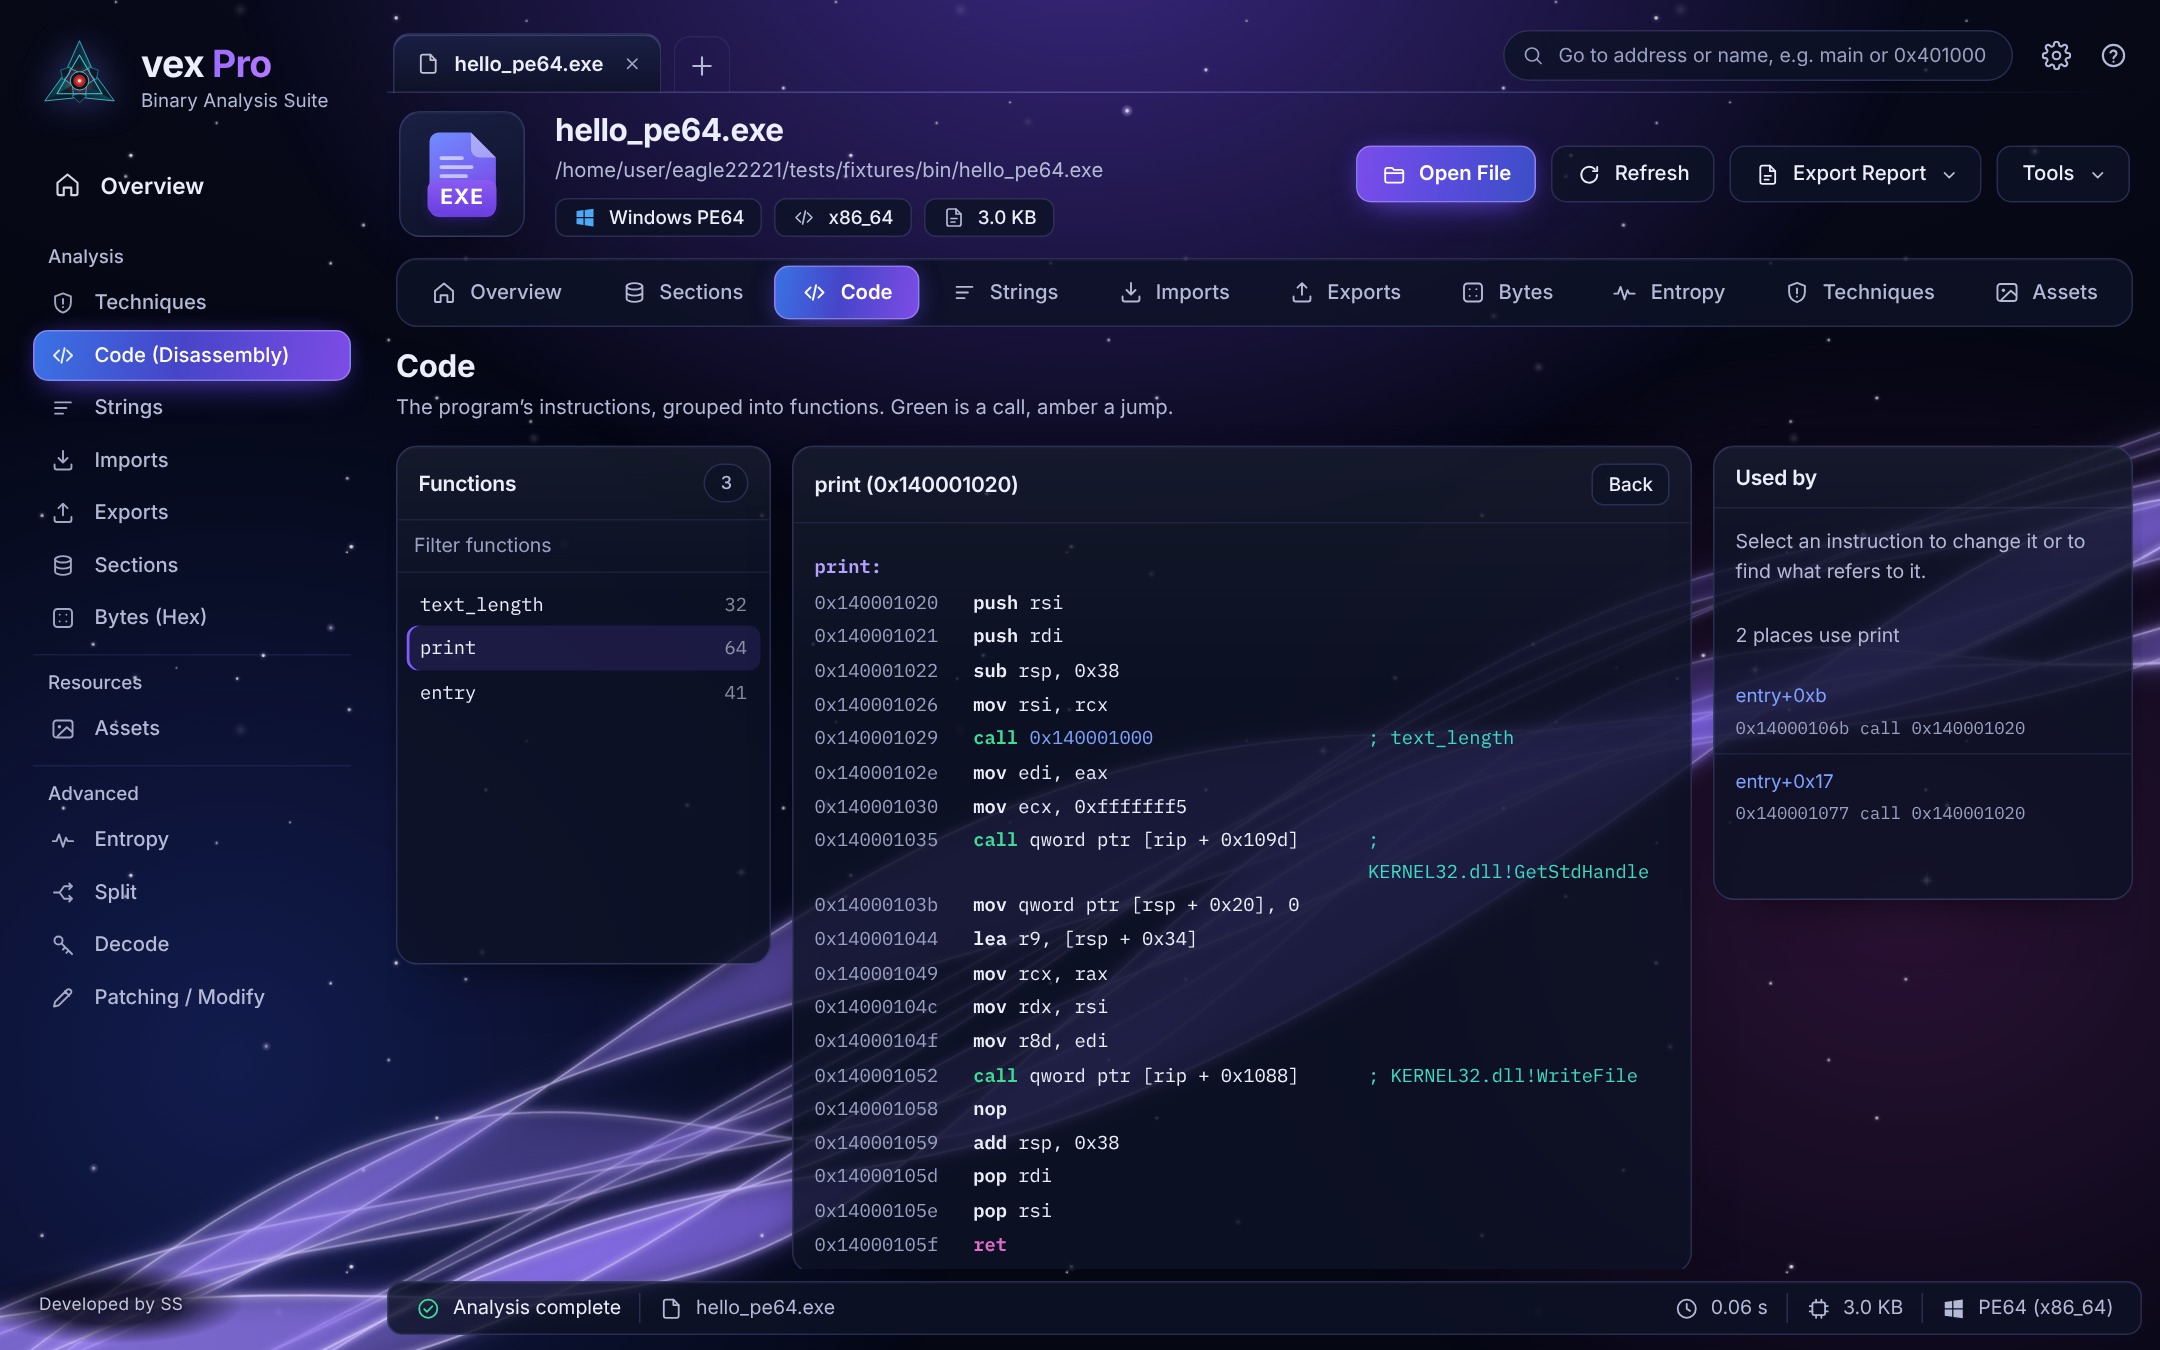 vex Pro
Binary Analysis Suite
Overview
Analysis
Techniques
Code (Disassembly)
Strings
Imports
Exports
Sections
Bytes (Hex)
Resources
Assets
Advanced
Entropy
Split
Decode
Patching / Modify
Developed by SS
hello_pe64.exe
Go to address or name, e.g. main or 0x401000
EXE
hello_pe64.exe
/home/user/eagle22221/tests/fixtures/bin/hello_pe64.exe
Windows PE64
x86_64
3.0 KB
Open File
Refresh
Export Report
Tools
Overview
Sections
Code
Strings
Imports
Exports
Bytes
Entropy
Techniques
Assets
Code
The program's instructions, grouped into functions. Green is a call, amber a jump.
Functions 3
Filter functions
text_length 32
print 64
entry 41
print (0x140001020)
Back
print:
0x140001020 push rsi
0x140001021 push rdi
0x140001022 sub rsp, 0x38
0x140001026 mov rsi, rcx
0x140001029 call 0x140001000 ; text_length
0x14000102e mov edi, eax
0x140001030 mov ecx, 0xfffffff5
0x140001035 call qword ptr [rip + 0x109d] ;
KERNEL32.dll!GetStdHandle
0x14000103b mov qword ptr [rsp + 0x20], 0
0x140001044 lea r9, [rsp + 0x34]
0x140001049 mov rcx, rax
0x14000104c mov rdx, rsi
0x14000104f mov r8d, edi
0x140001052 call qword ptr [rip + 0x1088] ; KERNEL32.dll!WriteFile
0x140001058 nop
0x140001059 add rsp, 0x38
0x14000105d pop rdi
0x14000105e pop rsi
0x14000105f ret
Used by
Select an instruction to change it or to
find what refers to it.
2 places use print
entry+0xb
0x14000106b call 0x140001020
entry+0x17
0x140001077 call 0x140001020
Analysis complete
hello_pe64.exe
0.06 s
3.0 KB
PE64 (x86_64)